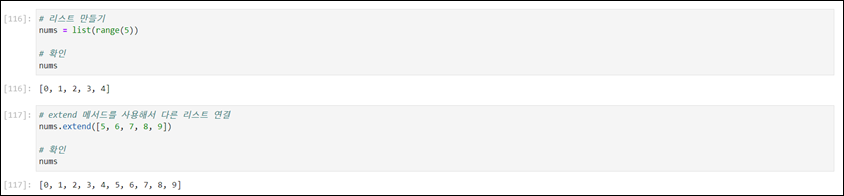 [116]: # 리스트 만들기
nums = list(range(5))
# 확인
nums
[116]: [0, 1, 2, 3, 4]
[117]: # extend 메서드를 사용해서 다른 리스트 연결
nums.extend([5, 6, 7, 8, 9])
# 확인
nums
[117]: [0, 1, 2, 3, 4, 5, 6, 7, 8, 9]